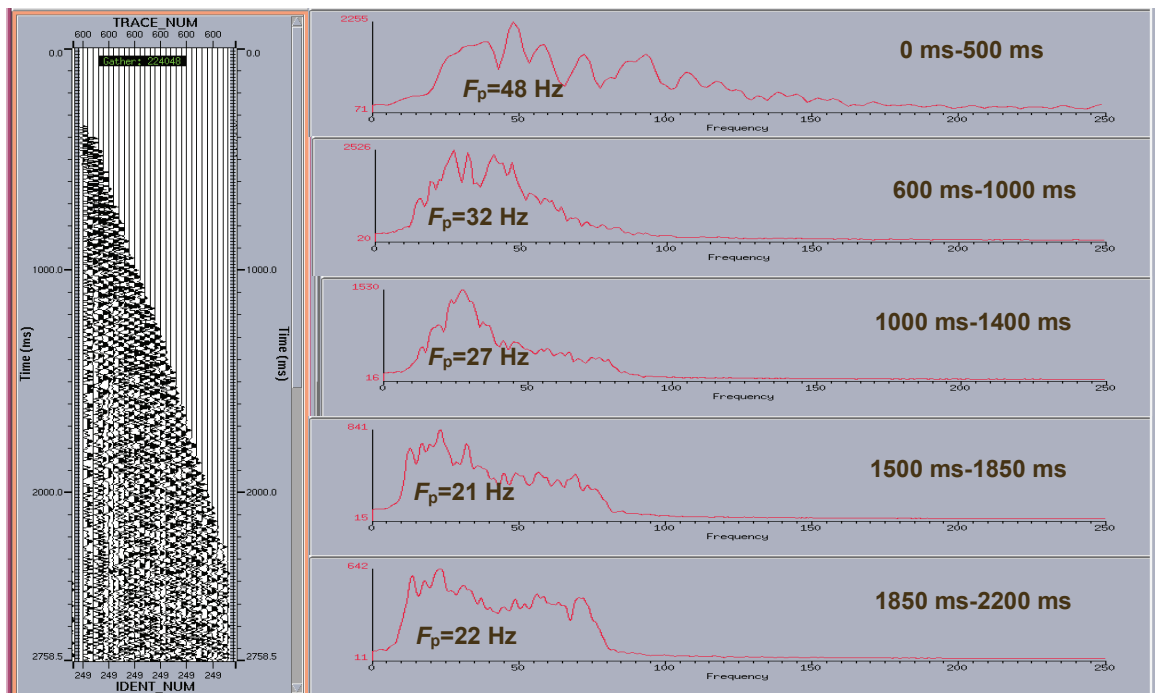 TRACE_NUM
600 600 600 600 600 600
0.0 0.0
Gather: 224048
1000.0 1000.0
Time (ms) Time (ms)
2000.0 2000.0
2758.5 2758.5
249 249 249 249 249 249
IDENT_NUM
2255
0 ms-500 ms
Fp=48 Hz
71
0 50 100 150 200 250
Frequency
2526
600 ms-1000 ms
Fp=32 Hz
20
0 50 100 150 200 250
Frequency
1530
1000 ms-1400 ms
Fp=27 Hz
16
0 50 100 150 200 250
Frequency
841
1500 ms-1850 ms
Fp=21 Hz
15
0 50 100 150 200 250
Frequency
642
1850 ms-2200 ms
Fp=22 Hz
11
0 50 100 150 200 250
Frequency